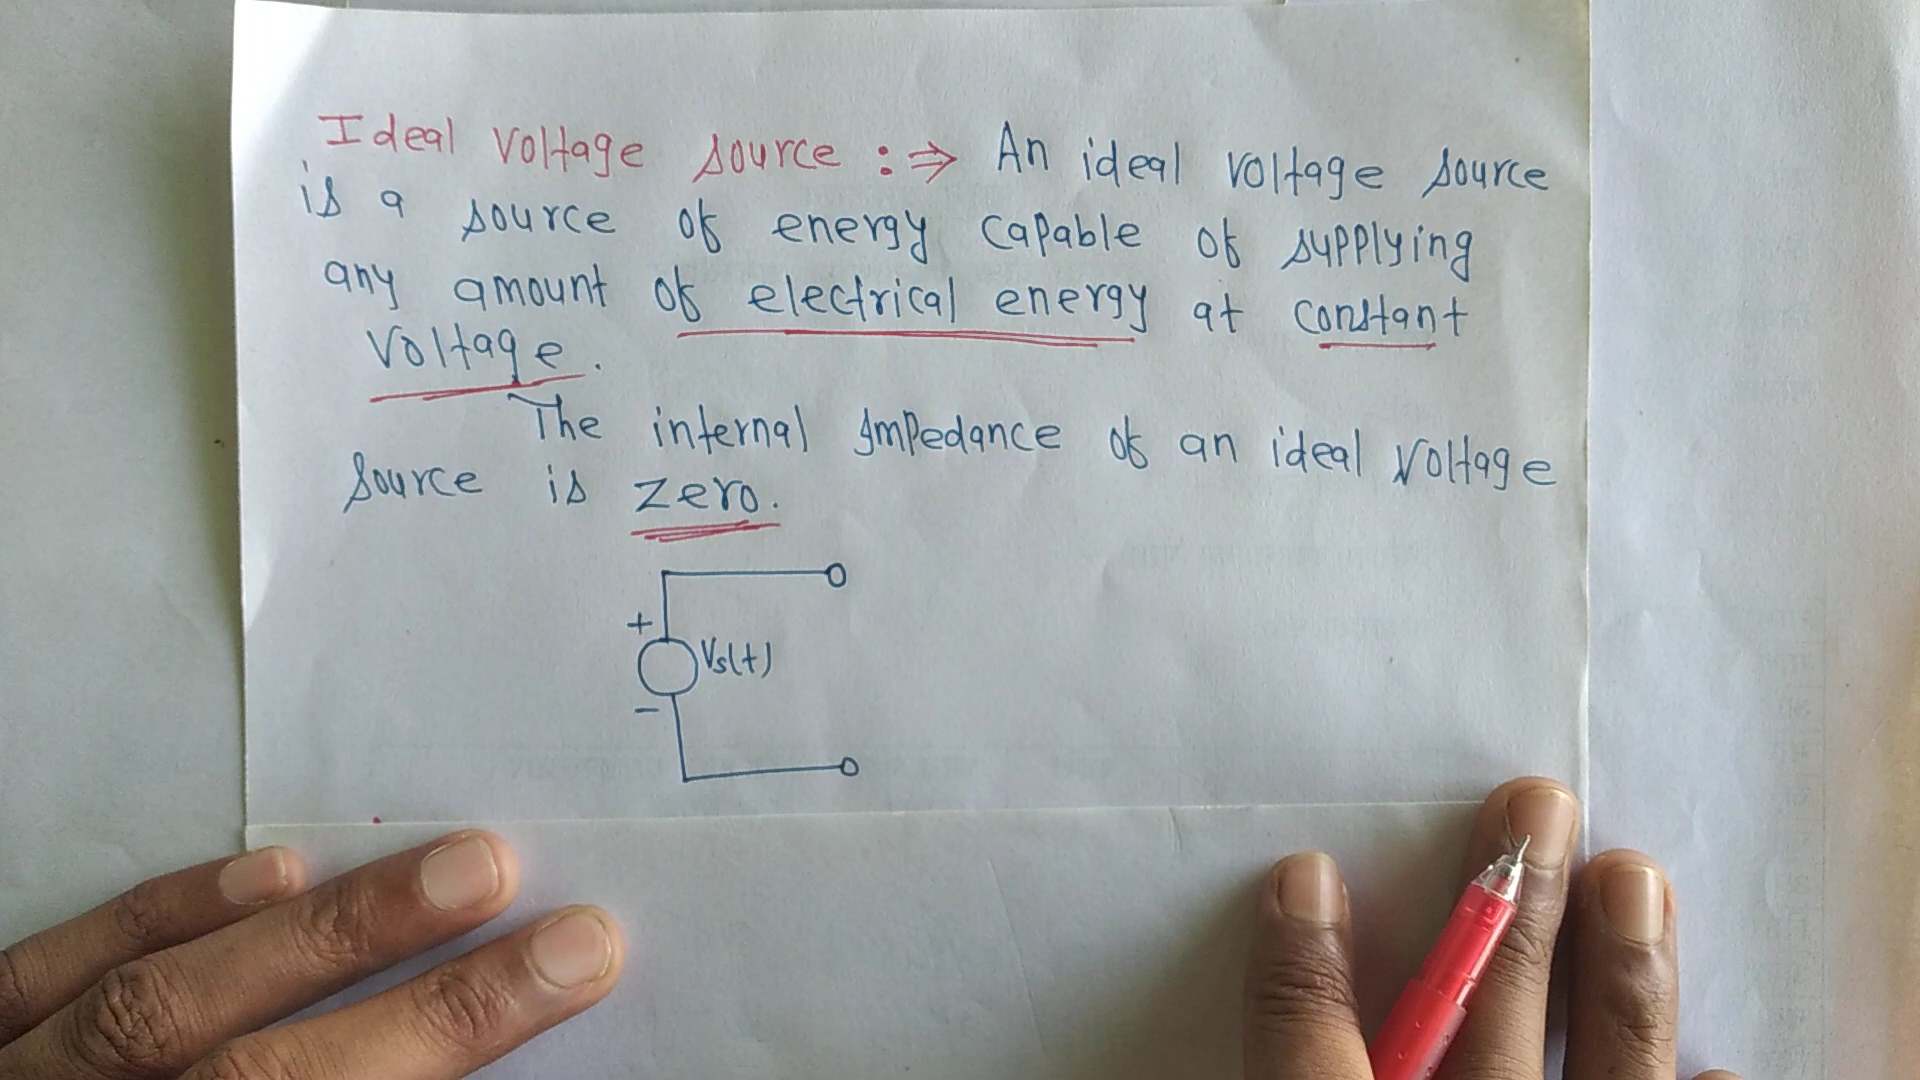 Ideal Voltage source :⇒ An ideal voltage source
is a source of energy capable of supplying
any amount of electrical energy at constant
Voltage.
The internal Impedance of an ideal Voltage
source is zero.
+
Vs(t)
-